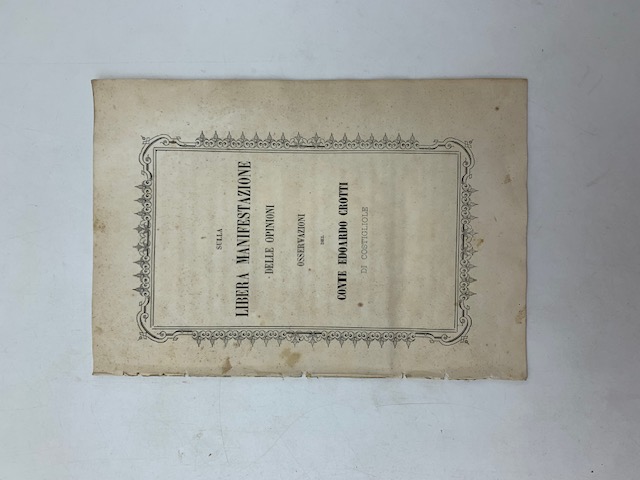 SULLA
LIBERA MANIFESTAZIONE
DELLE OPINIONI
OSSERVAZIONI
DEL
CONTE EDOARDO CROTTI
DI COSTIGLIOLE